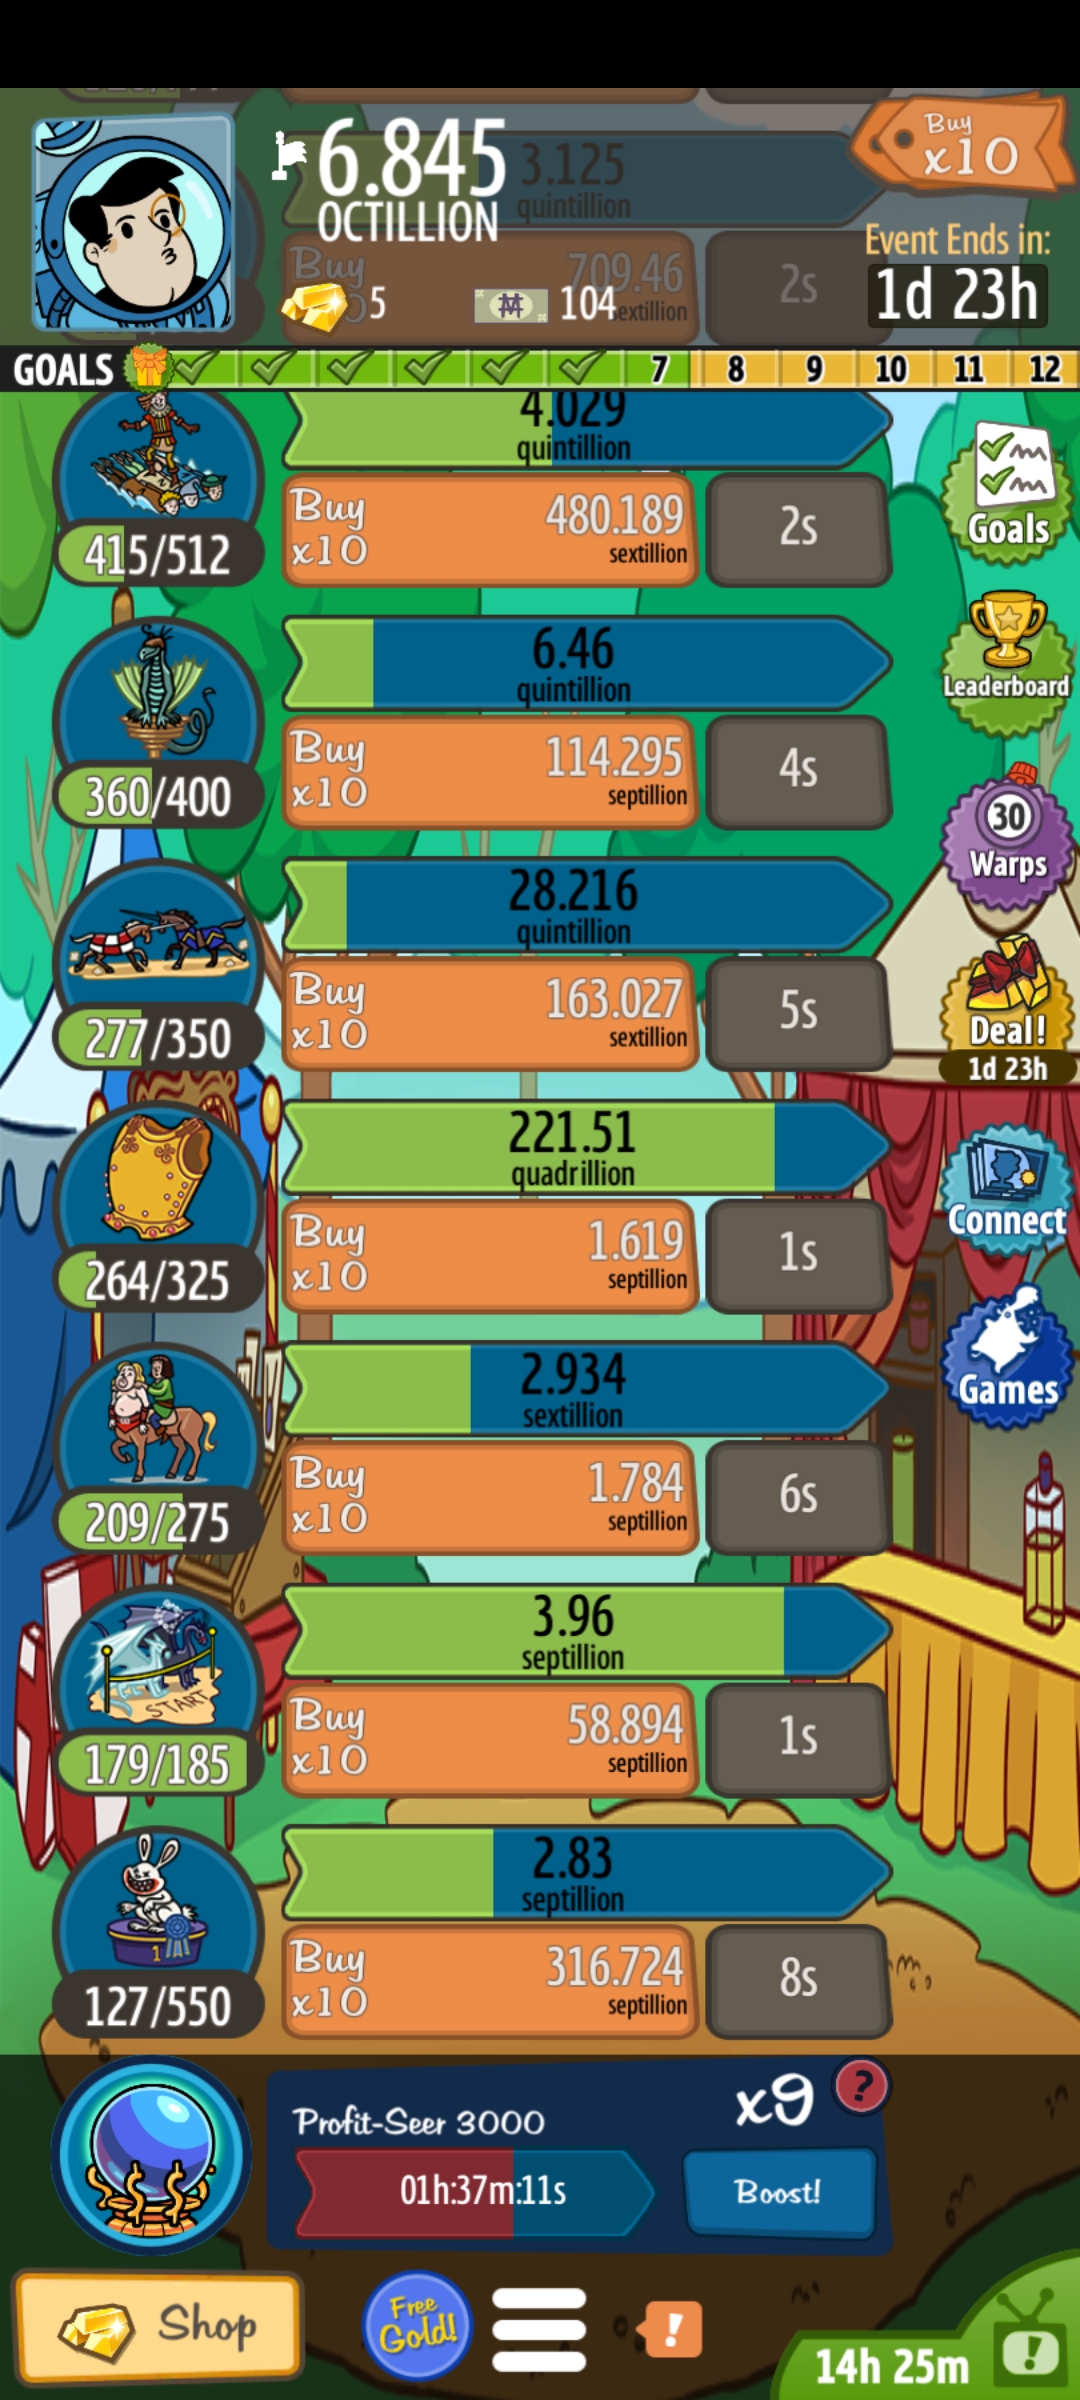 6.845
OCTILLION
5
104
Buy
x10
Event Ends in:
1d 23h
3.125
quintillion
Buy
709.46
sextillion
2s
GOALS
7
8
9
10
11
12
4.029
quintillion
415/512
Buy
x10
480.189
sextillion
2s
Goals
6.46
quintillion
360/400
Buy
x10
114.295
septillion
4s
Leaderboard
30
Warps
28.216
quintillion
277/350
Buy
x10
163.027
sextillion
5s
Deal!
1d 23h
221.51
quadrillion
264/325
Buy
x10
1.619
septillion
1s
Connect
2.934
sextillion
209/275
Buy
x10
1.784
septillion
6s
Games
3.96
septillion
START
179/185
Buy
x10
58.894
septillion
1s
2.83
septillion
1
127/550
Buy
x10
316.724
septillion
8s
Profit-Seer 3000
x9
?
01h:37m:11s
Boost!
Shop
Free
Gold!
!
14h 25m
!